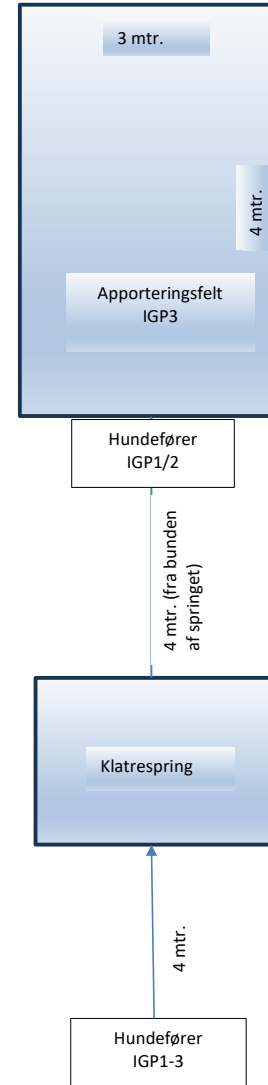 3 mtr.
4 mtr.
Apporteringsfelt
IGP3
Hundefører
IGP1/2
4 mtr. (fra bunden
af springet)
Klatrespring
4 mtr.
Hundefører
IGP1-3